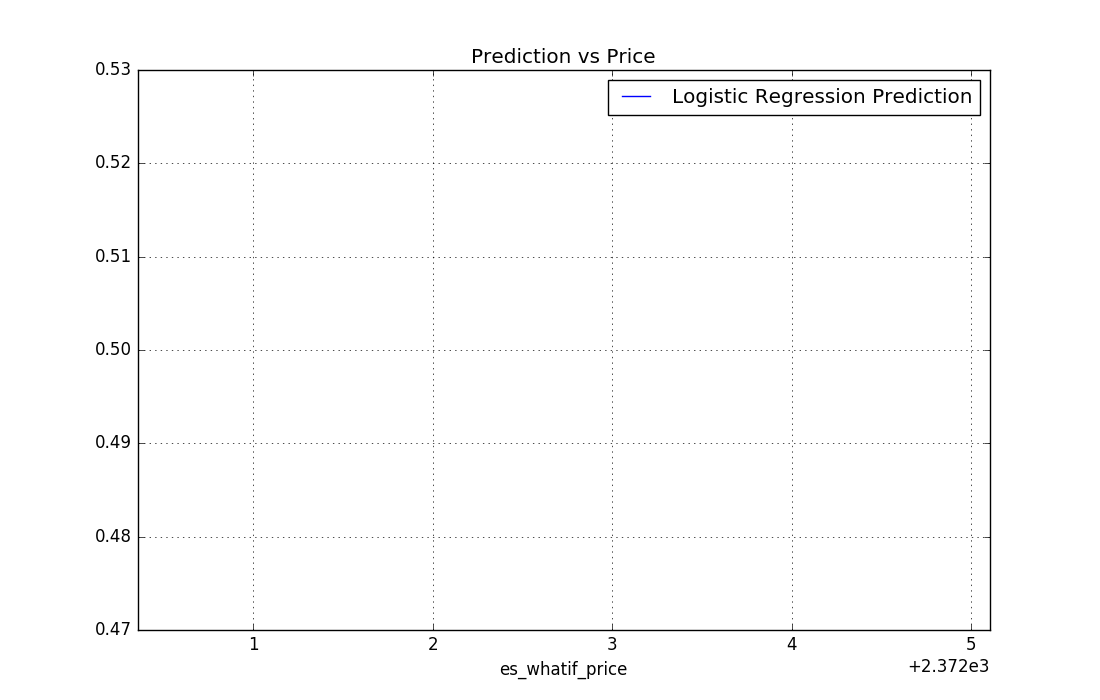 Prediction vs Price
Logistic Regression Prediction
0.53
0.52
0.51
0.50
0.49
0.48
0.47
1 2 3 4 5
es_whatif_price
+2.372e3